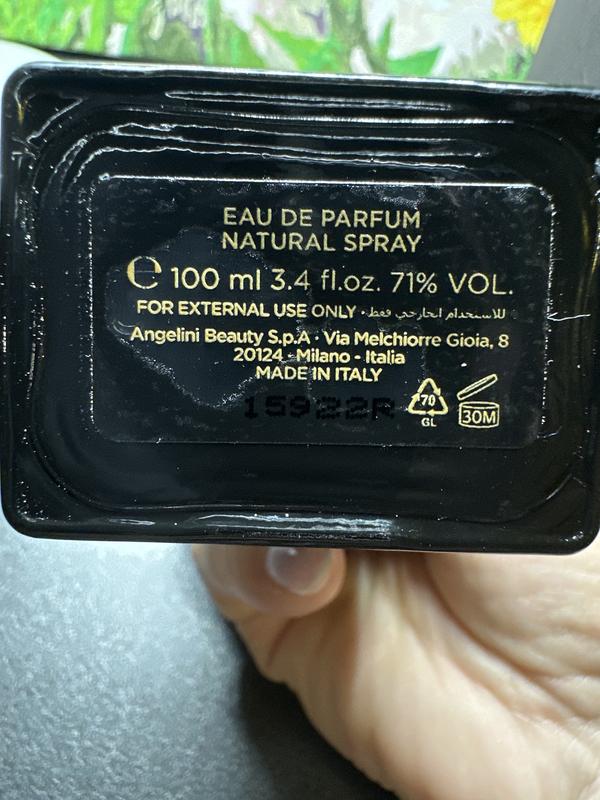 EAU DE PARFUM
NATURAL SPRAY
e 100 ml 3.4 fl.oz. 71% VOL.
FOR EXTERNAL USE ONLY • للاستخدام الخارجي فقط
Angelini Beauty S.p.A • Via Melchiorre Gioia, 8
20124 - Milano - Italia
MADE IN ITALY
15922R
70
GL
30M